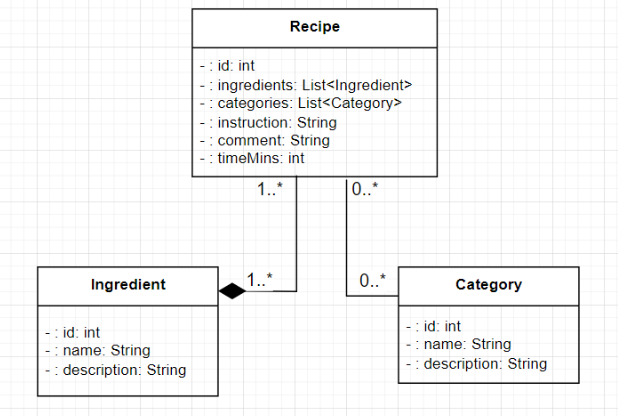 Recipe
- : id: int
- : ingredients: List<Ingredient>
- : categories: List<Category>
- : instruction: String
- : comment: String
- : timeMins: int
1..*
0..*
1..*
0..*
Ingredient
- : id: int
- : name: String
- : description: String
Category
- : id: int
- : name: String
- : description: String